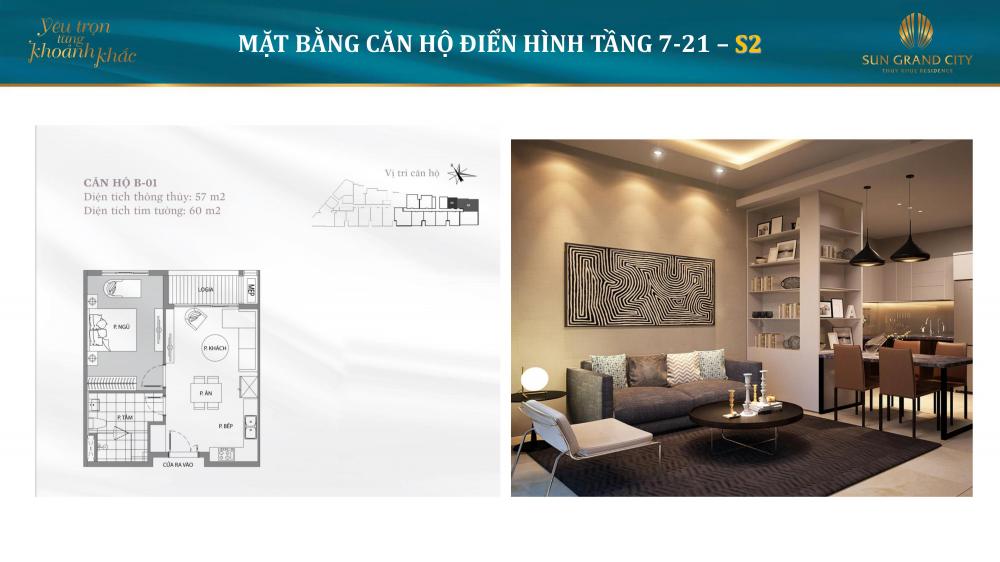 Yêu trọn
từng
khoảnh khắc
MẶT BẰNG CĂN HỘ ĐIỂN HÌNH TẦNG 7-21 – S2
SUN GRAND CITY
THUY KHUE RESIDENCE
CĂN HỘ B-01
Diện tích thông thủy: 57 m2
Diện tích tim tường: 60 m2
Vị trí căn hộ
LOGIA
P. NGỦ
P. KHÁCH
P. ĂN
P. TẮM
P. BẾP
CỬA RA VÀO